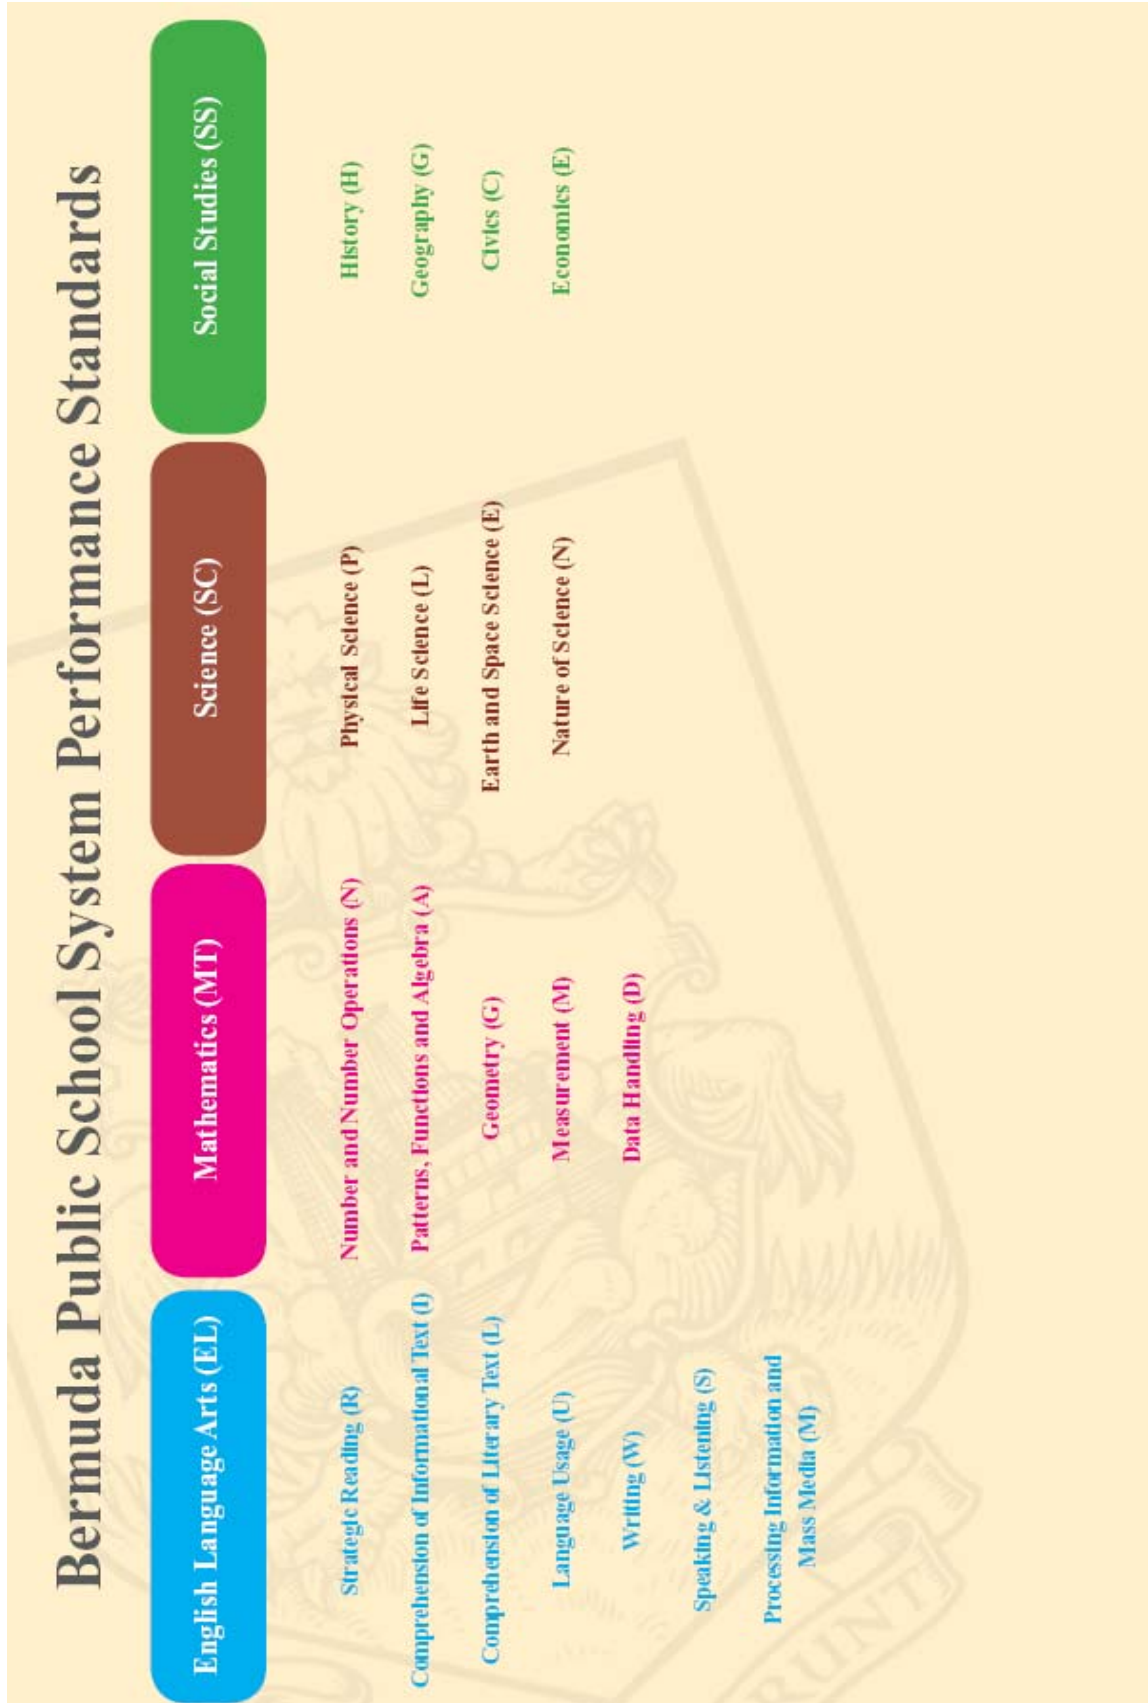 Bermuda Public School System Performance Standards
English Language Arts (EL)
Strategic Reading (R)
Comprehension of Informational Text (I)
Comprehension of Literary Text (L)
Language Usage (U)
Writing (W)
Speaking & Listening (S)
Processing Information and
Mass Media (M)
Mathematics (MT)
Number and Number Operations (N)
Patterns, Functions and Algebra (A)
Geometry (G)
Measurement (M)
Data Handling (D)
Science (SC)
Physical Science (P)
Life Science (L)
Earth and Space Science (E)
Nature of Science (N)
Social Studies (SS)
History (H)
Geography (G)
Civics (C)
Economics (E)
RUNT